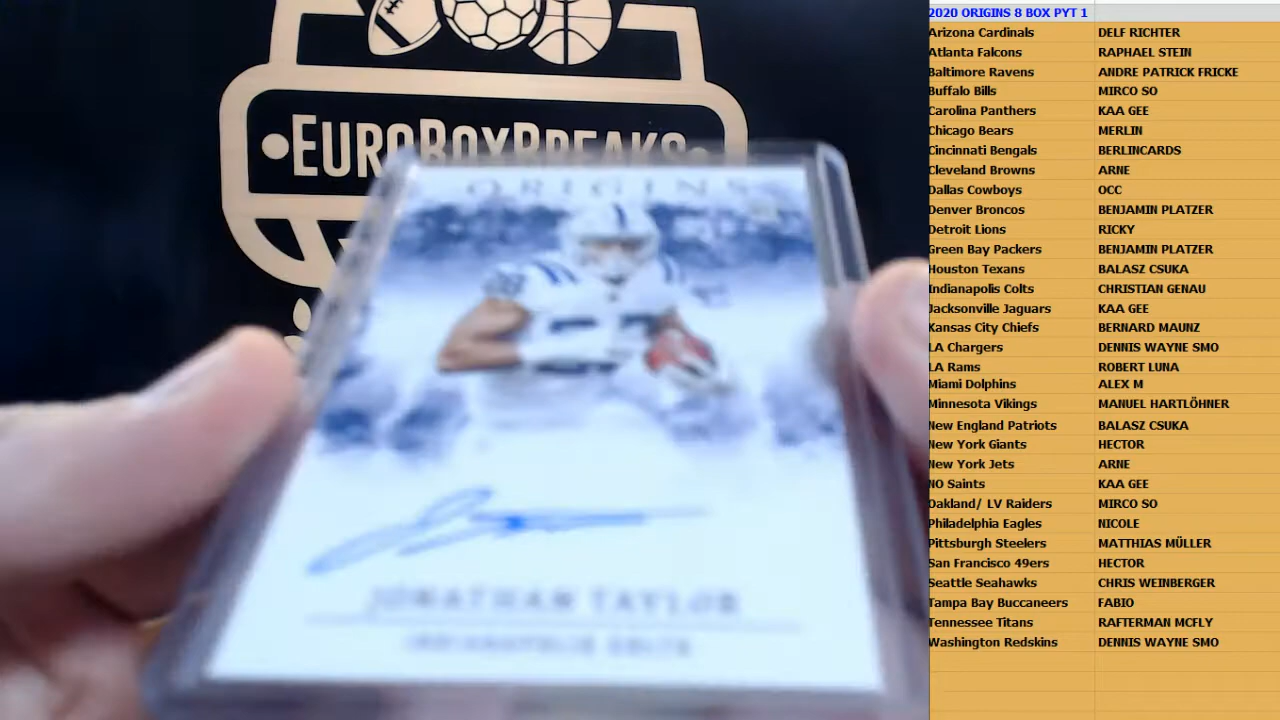 EUROBOXBREAKS
ORIGINS
JONATHAN TAYLOR
INDIANAPOLIS COLTS
2020 ORIGINS 8 BOX PYT 1
Arizona Cardinals DELF RICHTER
Atlanta Falcons RAPHAEL STEIN
Baltimore Ravens ANDRE PATRICK FRICKE
Buffalo Bills MIRCO SO
Carolina Panthers KAA GEE
Chicago Bears MERLIN
Cincinnati Bengals BERLINCARDS
Cleveland Browns ARNE
Dallas Cowboys OCC
Denver Broncos BENJAMIN PLATZER
Detroit Lions RICKY
Green Bay Packers BENJAMIN PLATZER
Houston Texans BALASZ CSUKA
Indianapolis Colts CHRISTIAN GENAU
Jacksonville Jaguars KAA GEE
Kansas City Chiefs BERNARD MAUNZ
LA Chargers DENNIS WAYNE SMO
LA Rams ROBERT LUNA
Miami Dolphins ALEX M
Minnesota Vikings MANUEL HARTLÖHNER
New England Patriots BALASZ CSUKA
New York Giants HECTOR
New York Jets ARNE
NO Saints KAA GEE
Oakland/ LV Raiders MIRCO SO
Philadelphia Eagles NICOLE
Pittsburgh Steelers MATTHIAS MÜLLER
San Francisco 49ers HECTOR
Seattle Seahawks CHRIS WEINBERGER
Tampa Bay Buccaneers FABIO
Tennessee Titans RAFTERMAN MCFLY
Washington Redskins DENNIS WAYNE SMO